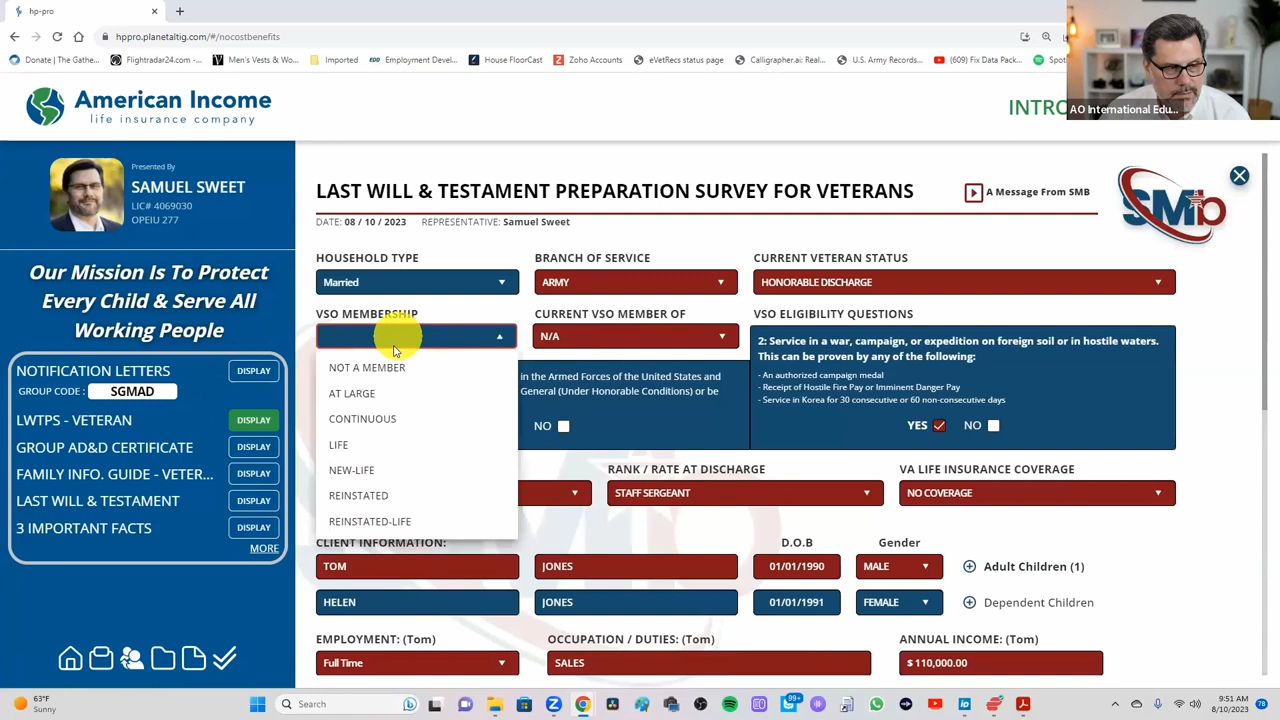 hp-pro
hppro.planetaltig.com/#/nocostbenefits
Donate | The Gathe...
Flightradar24.com -...
Men's Vests & Wo...
Imported
EDD
Employment Devel...
House FloorCast
Zoho Accounts
eVetRecs status page
Calligrapher.ai: Real...
U.S. Army Records...
(609) Fix Data Pack...
Spot
AO International Edu...
American Income
life insurance company
INTRO
Presented By
SAMUEL SWEET
LIC# 4069030
OPEIU 277
Our Mission Is To Protect
Every Child & Serve All
Working People
NOTIFICATION LETTERS DISPLAY
GROUP CODE: SGMAD
LWTPS - VETERAN DISPLAY
GROUP AD&D CERTIFICATE DISPLAY
FAMILY INFO. GUIDE - VETER... DISPLAY
LAST WILL & TESTAMENT DISPLAY
3 IMPORTANT FACTS DISPLAY
MORE
LAST WILL & TESTAMENT PREPARATION SURVEY FOR VETERANS
A Message From SMB
SMb
DATE: 08 / 10 / 2023 REPRESENTATIVE: Samuel Sweet
HOUSEHOLD TYPE BRANCH OF SERVICE CURRENT VETERAN STATUS
Married ARMY HONORABLE DISCHARGE
VSO MEMBERSHIP CURRENT VSO MEMBER OF VSO ELIGIBILITY QUESTIONS
N/A
NOT A MEMBER
AT LARGE
CONTINUOUS
LIFE
NEW-LIFE
REINSTATED
REINSTATED-LIFE
in the Armed Forces of the United States and
General (Under Honorable Conditions) or be
NO
2: Service in a war, campaign, or expedition on foreign soil or in hostile waters.
This can be proven by any of the following:
- An authorized campaign medal
- Receipt of Hostile Fire Pay or Imminent Danger Pay
- Service in Korea for 30 consecutive or 60 non-consecutive days
YES NO
RANK / RATE AT DISCHARGE VA LIFE INSURANCE COVERAGE
STAFF SERGEANT NO COVERAGE
CLIENT INFORMATION: D.O.B Gender
TOM JONES 01/01/1990 MALE Adult Children (1)
HELEN JONES 01/01/1991 FEMALE Dependent Children
EMPLOYMENT: (Tom) OCCUPATION / DUTIES: (Tom) ANNUAL INCOME: (Tom)
Full Time SALES $ 110,000.00
63°F
Sunny
Search
99+
9:51 AM
8/10/2023
78